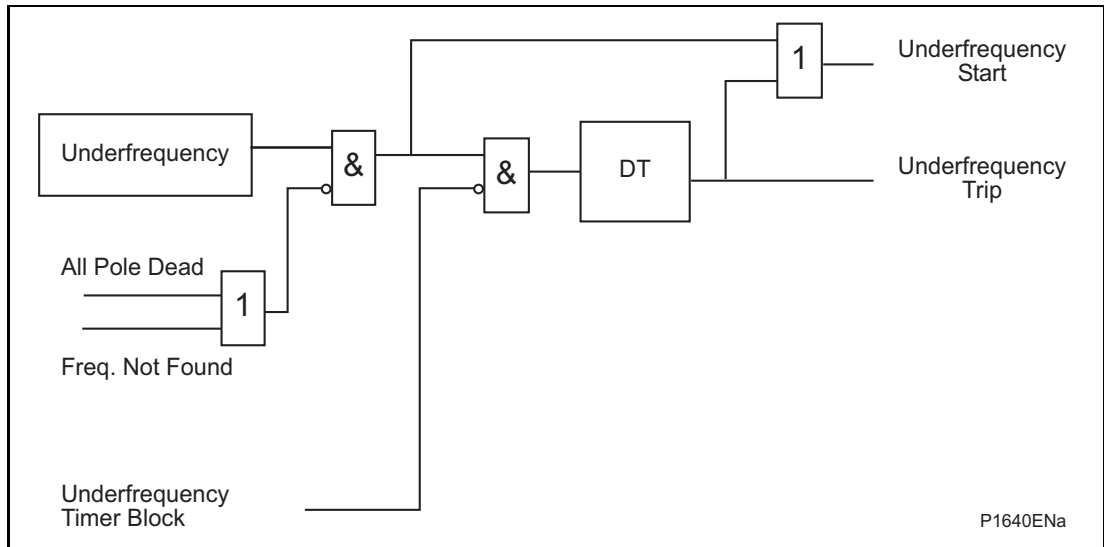 Underfrequency
Start
1
Underfrequency
&
&
DT
Underfrequency
Trip
All Pole Dead
1
Freq. Not Found
Underfrequency
Timer Block
P1640ENa